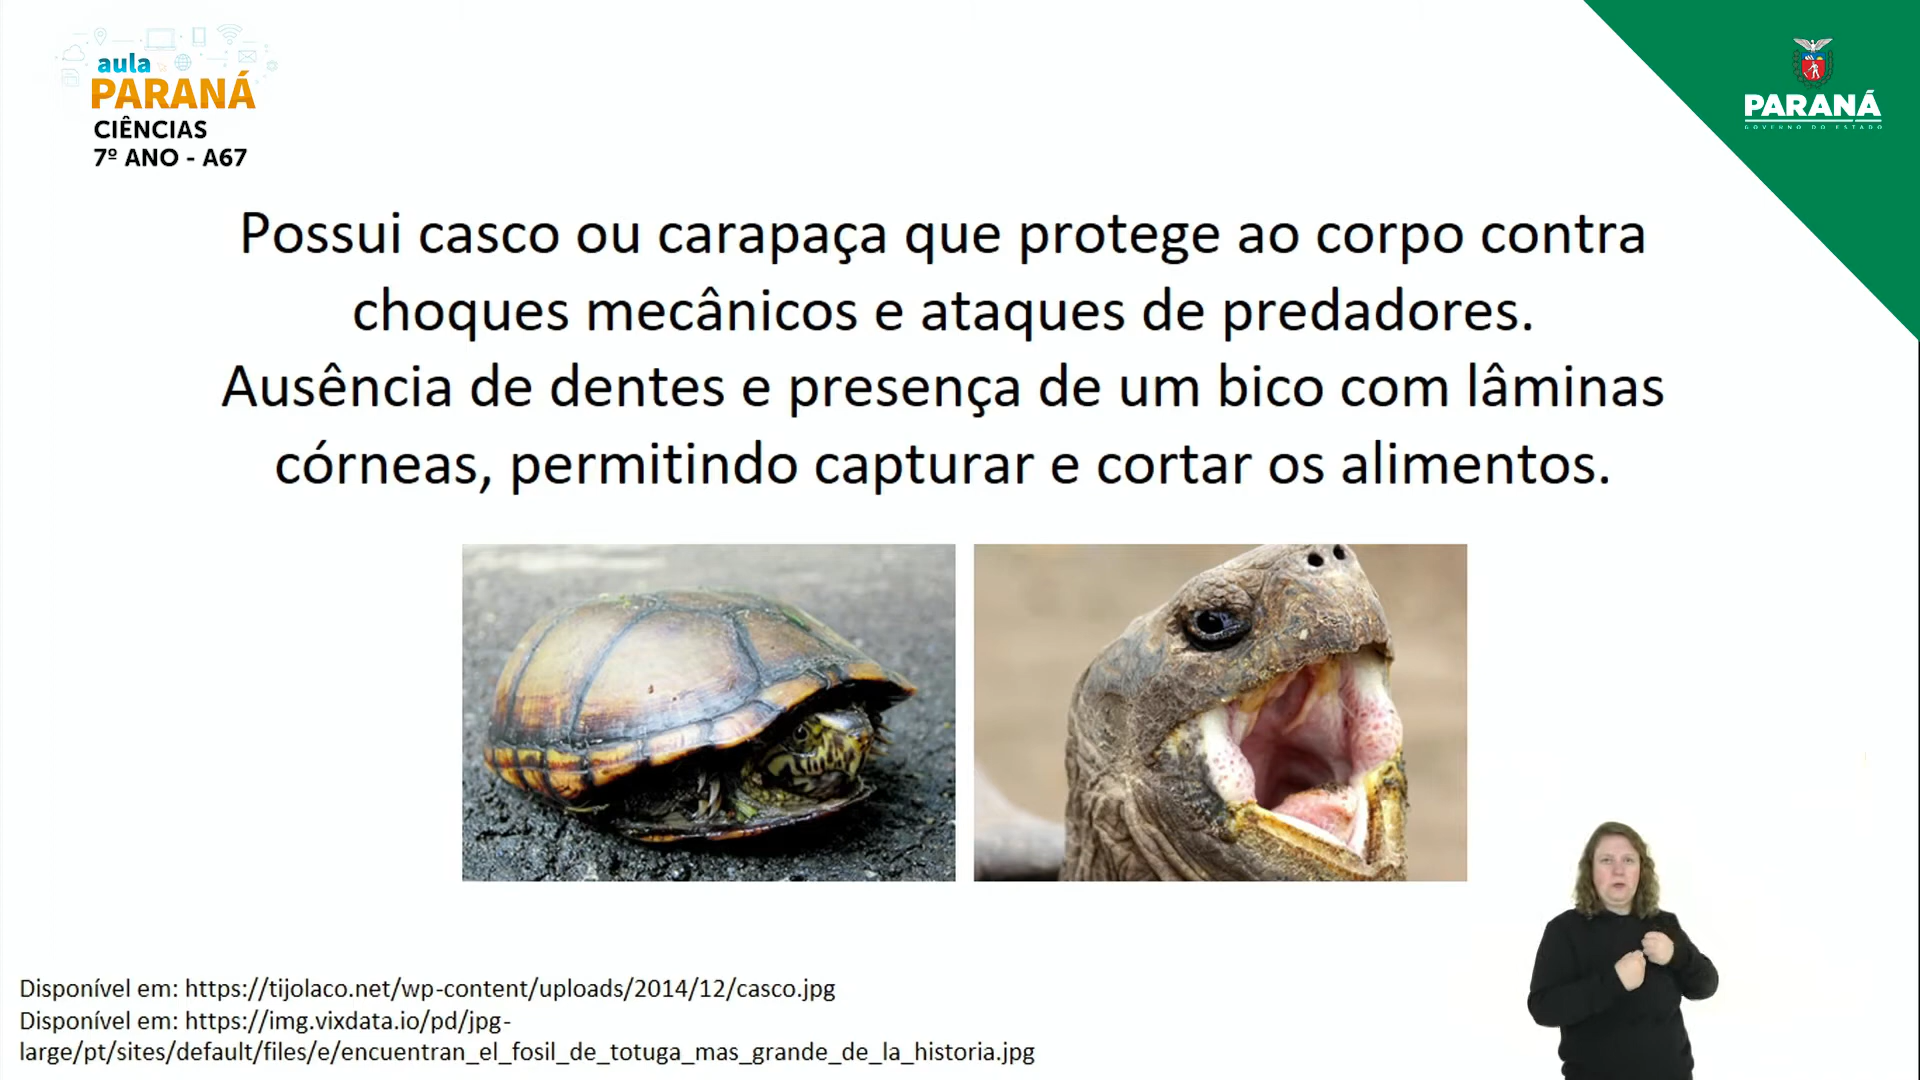 aula
PARANÁ
CIÊNCIAS
7º ANO - A67
PARANÁ
GOVERNO DO ESTADO
Possui casco ou carapaça que protege ao corpo contra
choques mecânicos e ataques de predadores.
Ausência de dentes e presença de um bico com lâminas
córneas, permitindo capturar e cortar os alimentos.
Disponível em: https://tijolaco.net/wp-content/uploads/2014/12/casco.jpg
Disponível em: https://img.vixdata.io/pd/jpg-
large/pt/sites/default/files/e/encuentran_el_fosil_de_totuga_mas_grande_de_la_historia.jpg